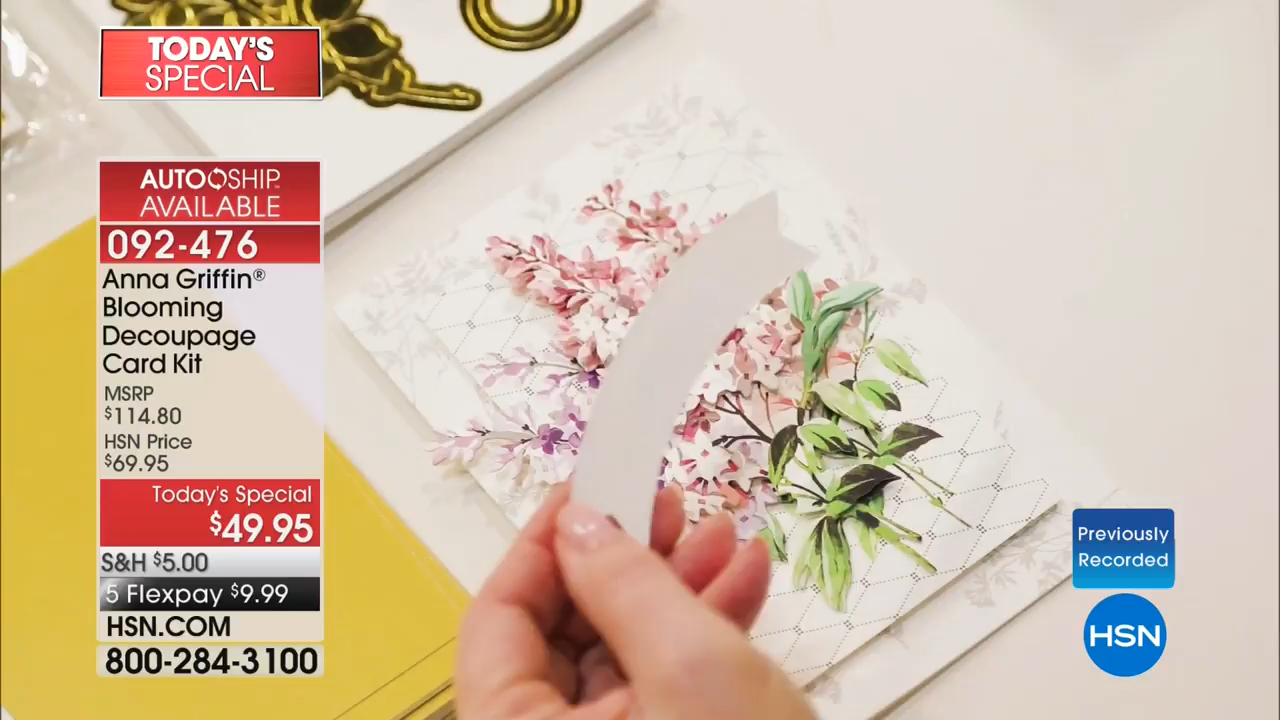 TODAY'S
SPECIAL
AUTOSHIP™
AVAILABLE
092-476
Anna Griffin®
Blooming
Decoupage
Card Kit
MSRP
$114.80
HSN Price
$69.95
Today's Special
$49.95
S&H $5.00
5 Flexpay $9.99
HSN.COM
800-284-3100
Previously
Recorded
HSN